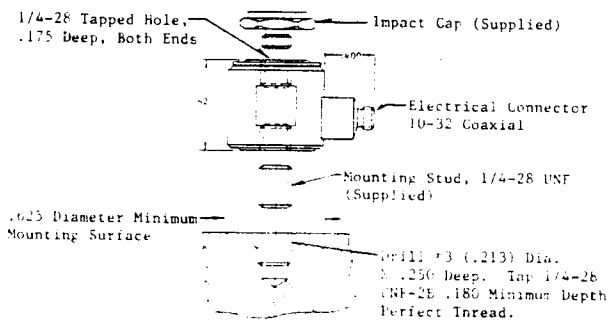 1/4-28 Tapped Hole,
.175 Deep, Both Ends
Impact Cap (Supplied)
.400
Electrical Connector
10-32 Coaxial
Mounting Stud, 1/4-28 UNF
(Supplied)
.625 Diameter Minimum
Mounting Surface
Drill #3 (.213) Dia.
X .250 Deep. Tap 1/4-28
UNF-2B .180 Minimum Depth
Perfect Thread.